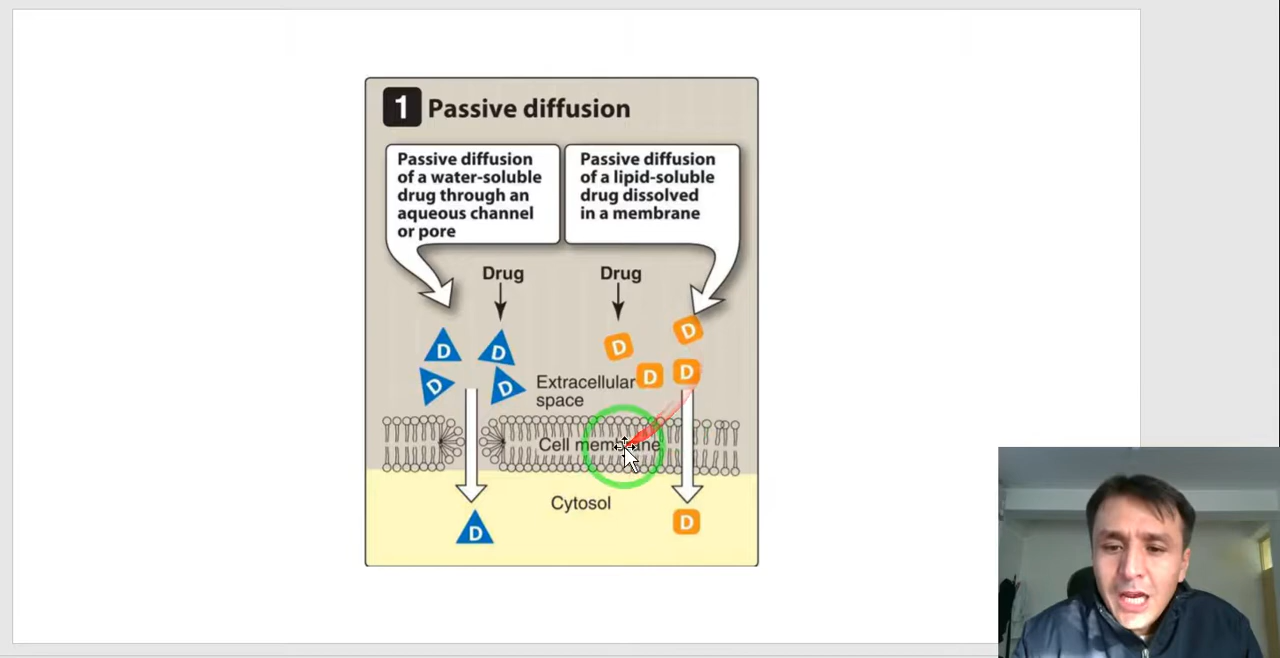 1 Passive diffusion
Passive diffusion
of a water-soluble
drug through an
aqueous channel
or pore
Passive diffusion
of a lipid-soluble
drug dissolved
in a membrane
Drug
Drug
D
D
D
D
D
D
D
D
Extracellular
space
Cell membrane
Cytosol
D
D